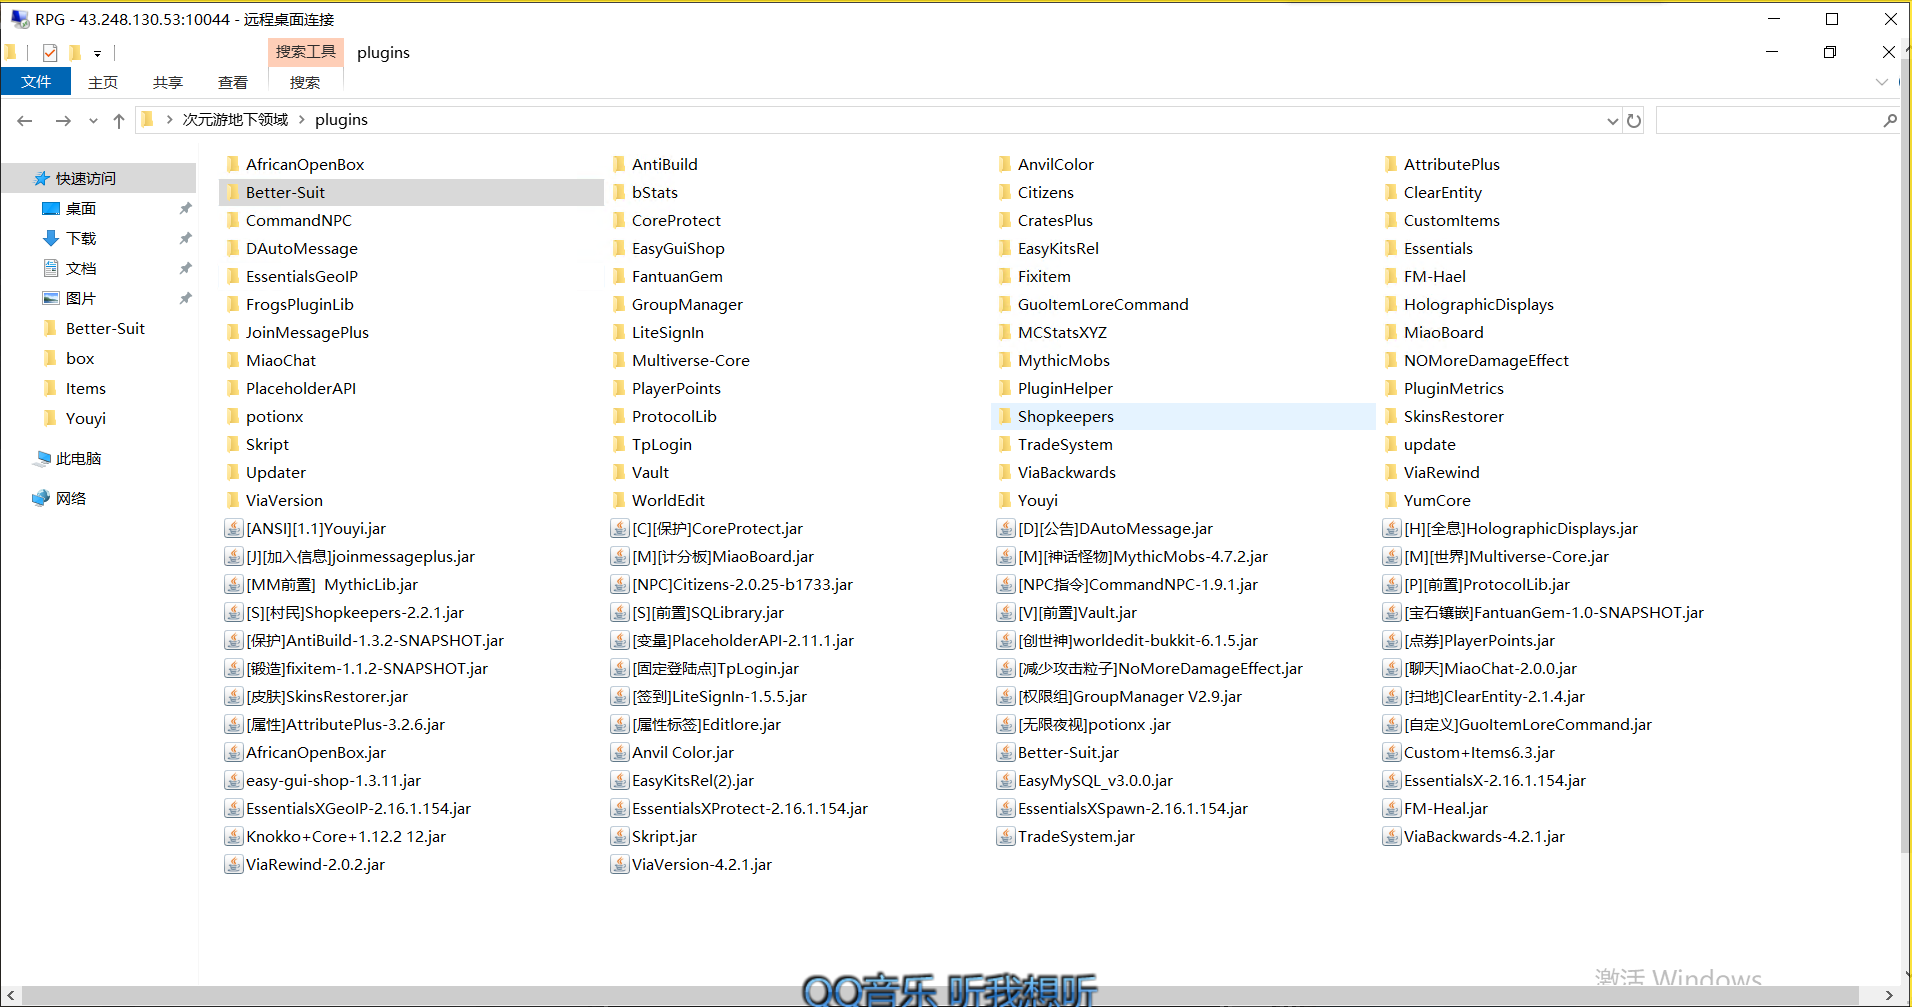 RPG - 43.248.130.53:10044 - 远程桌面连接
搜索工具 plugins
文件 主页 共享 查看 搜索
次元游地下领域 plugins
快速访问
桌面
下载
文档
图片
Better-Suit
box
Items
Youyi
此电脑
网络
AfricanOpenBox AntiBuild AnvilColor AttributePlus
Better-Suit bStats Citizens ClearEntity
CommandNPC CoreProtect CratesPlus CustomItems
DAutoMessage EasyGuiShop EasyKitsRel Essentials
EssentialsGeoIP FantuanGem Fixitem FM-Hael
FrogsPluginLib GroupManager GuoItemLoreCommand HolographicDisplays
JoinMessagePlus LiteSignIn MCStatsXYZ MiaoBoard
MiaoChat Multiverse-Core MythicMobs NOMoreDamageEffect
PlaceholderAPI PlayerPoints PluginHelper PluginMetrics
potionx ProtocolLib Shopkeepers SkinsRestorer
Skript TpLogin TradeSystem update
Updater Vault ViaBackwards ViaRewind
ViaVersion WorldEdit Youyi YumCore
[ANSI][1.1]Youyi.jar [C][保护]CoreProtect.jar [D][公告]DAutoMessage.jar [H][全息]HolographicDisplays.jar
[J][加入信息]joinmessageplus.jar [M][计分板]MiaoBoard.jar [M][神话怪物]MythicMobs-4.7.2.jar [M][世界]Multiverse-Core.jar
[MM前置] MythicLib.jar [NPC]Citizens-2.0.25-b1733.jar [NPC指令]CommandNPC-1.9.1.jar [P][前置]ProtocolLib.jar
[S][村民]Shopkeepers-2.2.1.jar [S][前置]SQLibrary.jar [V][前置]Vault.jar [宝石镶嵌]FantuanGem-1.0-SNAPSHOT.jar
[保护]AntiBuild-1.3.2-SNAPSHOT.jar [变量]PlaceholderAPI-2.11.1.jar [创世神]worldedit-bukkit-6.1.5.jar [点券]PlayerPoints.jar
[锻造]fixitem-1.1.2-SNAPSHOT.jar [固定登陆点]TpLogin.jar [减少攻击粒子]NoMoreDamageEffect.jar [聊天]MiaoChat-2.0.0.jar
[皮肤]SkinsRestorer.jar [签到]LiteSignIn-1.5.5.jar [权限组]GroupManager V2.9.jar [扫地]ClearEntity-2.1.4.jar
[属性]AttributePlus-3.2.6.jar [属性标签]Editlore.jar [无限夜视]potionx .jar [自定义]GuoItemLoreCommand.jar
AfricanOpenBox.jar Anvil Color.jar Better-Suit.jar Custom+Items6.3.jar
easy-gui-shop-1.3.11.jar EasyKitsRel(2).jar EasyMySQL_v3.0.0.jar EssentialsX-2.16.1.154.jar
EssentialsXGeoIP-2.16.1.154.jar EssentialsXProtect-2.16.1.154.jar EssentialsXSpawn-2.16.1.154.jar FM-Heal.jar
Knokko+Core+1.12.2 12.jar Skript.jar TradeSystem.jar ViaBackwards-4.2.1.jar
ViaRewind-2.0.2.jar ViaVersion-4.2.1.jar
激活 Windows
QQ音乐 听我想听